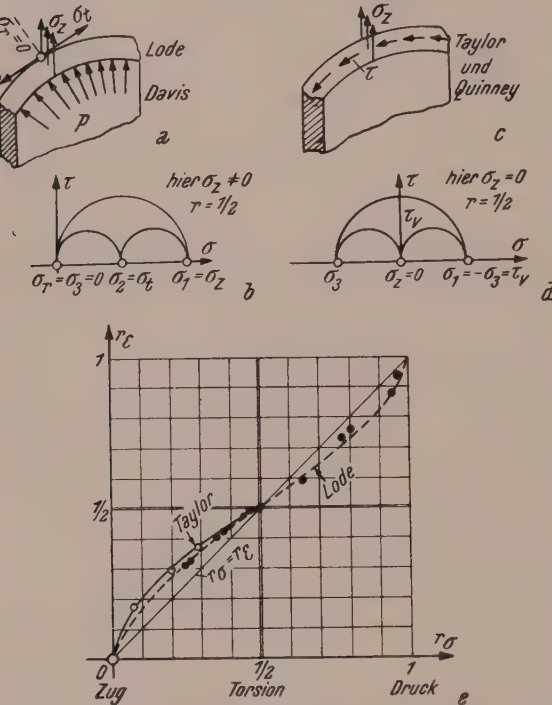 σr=0 σz σt
Lode
Davis
p
a
σz
τ
Taylor
und
Quinney
c
τ
hier σz ≠ 0
r = 1/2
σ
σr = σ3 = 0 σ2 = σt σ1 = σz
b
τ
hier σz = 0
r = 1/2
τv
σ
σ3 σz = 0 σ1 = -σ3 = τv
d
rε
1
1/2
Taylor
Lode
rσ = rε
0 1/2 1 rσ
Zug Torsion Druck e